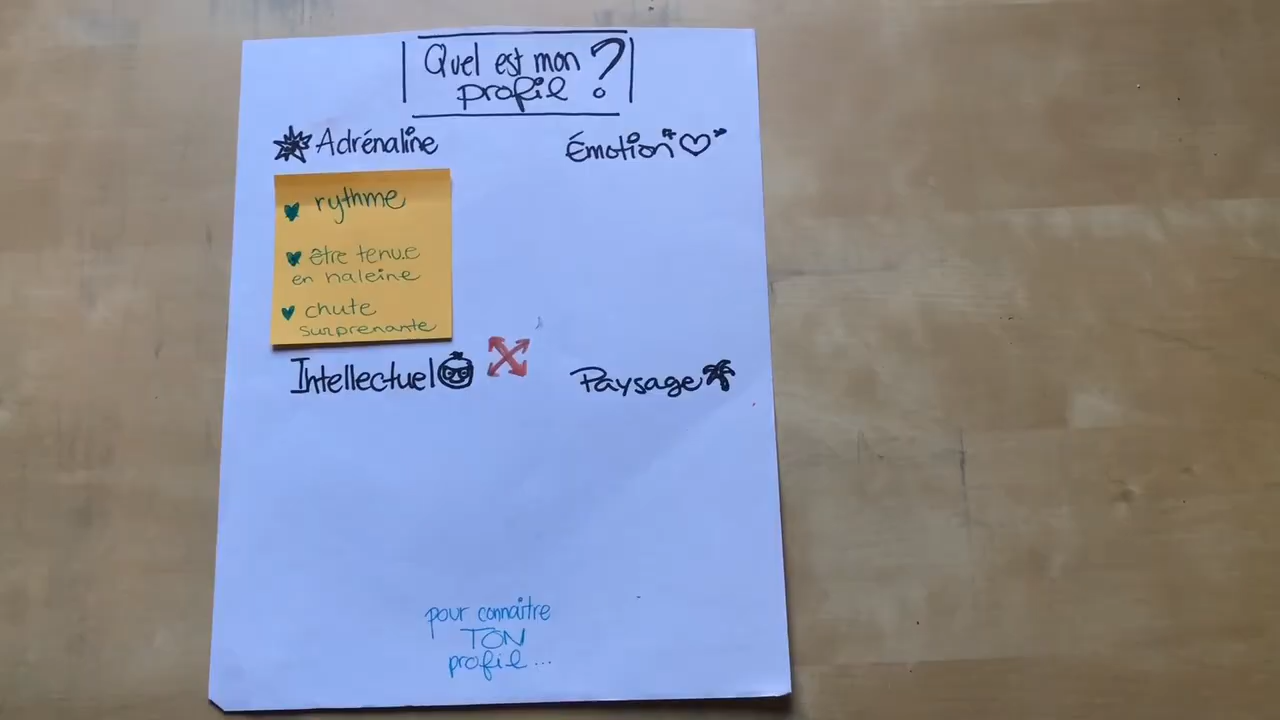 Quel est mon
profil ?
Adrénaline
Émotion
rythme
être tenue
en haleine
chute
surprenante
Intellectuel
Paysage
pour connaître
TON
profil...